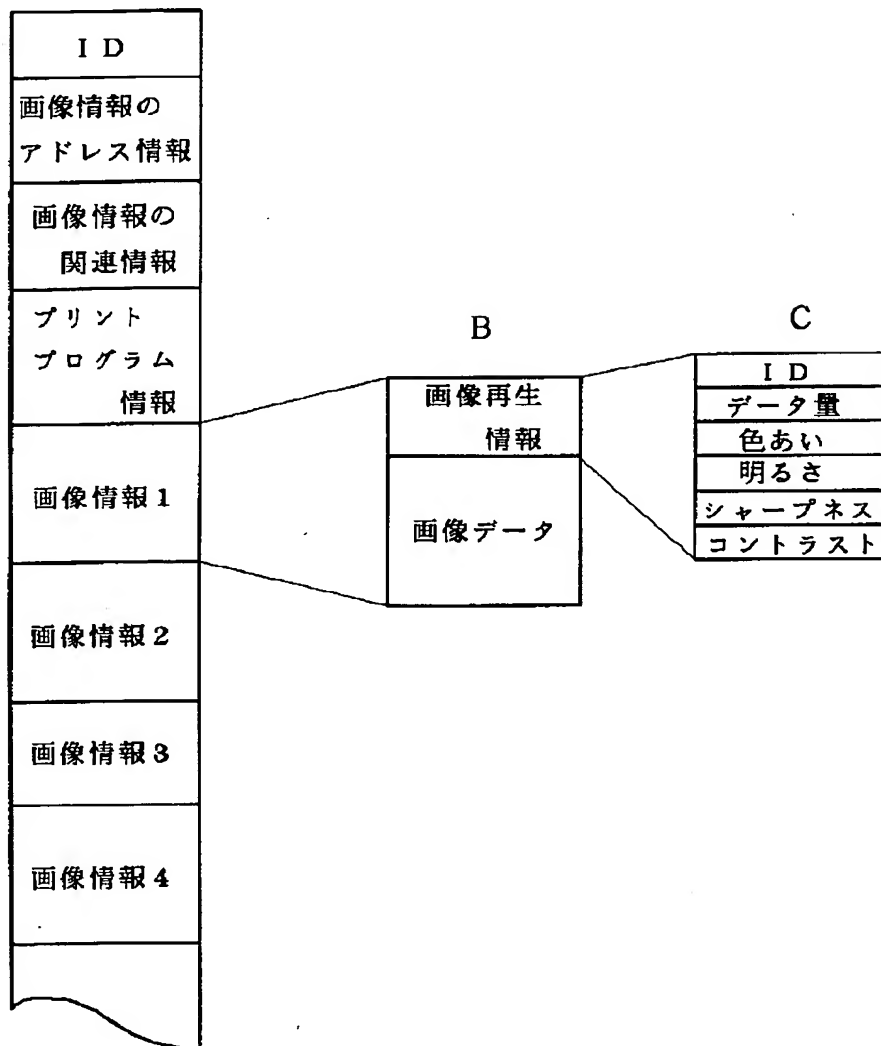 ID
画像情報の
アドレス情報
画像情報の
関連情報
プリント
プログラム
情報
画像情報1
画像情報2
画像情報3
画像情報4
B
画像再生
情報
画像データ
C
ID
データ量
色あい
明るさ
シャープネス
コントラスト